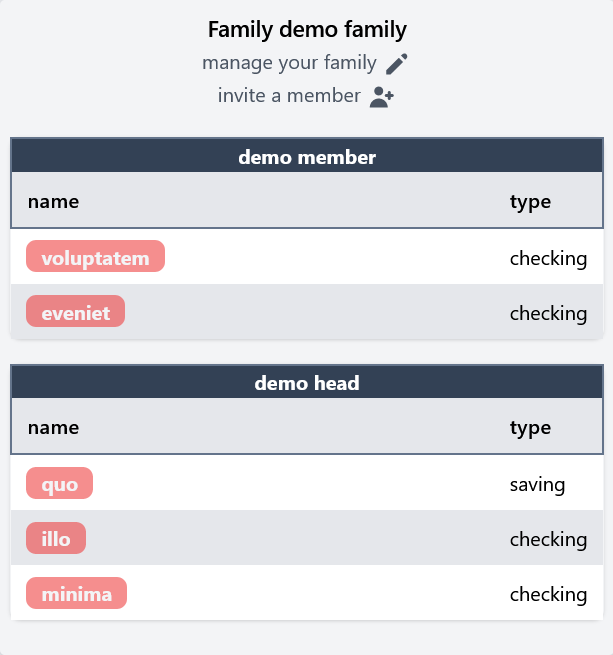 Family demo family
manage your family
invite a member
demo member
name type
voluptatem checking
eveniet checking
demo head
name type
quo saving
illo checking
minima checking